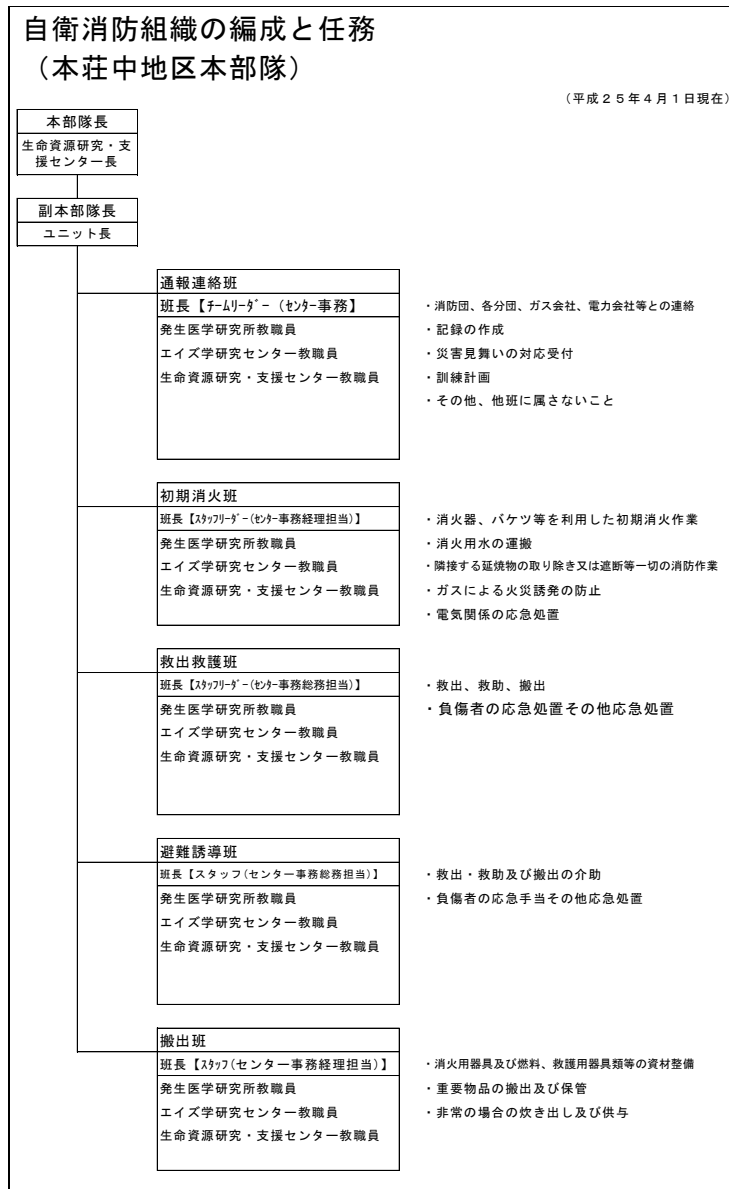 自衛消防組織の編成と任務
（本荘中地区本部隊）
（平成２５年４月１日現在）
本部隊長
生命資源研究・支
援センター長
副本部隊長
ユニット長
通報連絡班
班長【ﾁｰﾑﾘｰﾀﾞｰ（ｾﾝﾀｰ事務】
・消防団、各分団、ガス会社、電力会社等との連絡
発生医学研究所教職員
・記録の作成
エイズ学研究センター教職員
・災害見舞いの対応受付
生命資源研究・支援センター教職員
・訓練計画
・その他、他班に属さないこと
初期消火班
班長【ｽﾀｯﾌﾘｰﾀﾞｰ(ｾﾝﾀｰ事務経理担当)】
・消火器、バケツ等を利用した初期消火作業
発生医学研究所教職員
・消火用水の運搬
エイズ学研究センター教職員
・隣接する延焼物の取り除き又は遮断等一切の消防作業
生命資源研究・支援センター教職員
・ガスによる火災誘発の防止
・電気関係の応急処置
救出救護班
班長【ｽﾀｯﾌﾘｰﾀﾞｰ(ｾﾝﾀｰ事務総務担当)】
・救出、救助、搬出
発生医学研究所教職員
・負傷者の応急処置その他応急処置
エイズ学研究センター教職員
生命資源研究・支援センター教職員
避難誘導班
班長【スタッフ(センター事務総務担当)】
・救出・救助及び搬出の介助
発生医学研究所教職員
・負傷者の応急手当その他応急処置
エイズ学研究センター教職員
生命資源研究・支援センター教職員
搬出班
班長【ｽﾀｯﾌ(センター事務経理担当)】
・消火用器具及び燃料、救護用器具類等の資材整備
発生医学研究所教職員
・重要物品の搬出及び保管
エイズ学研究センター教職員
・非常の場合の炊き出し及び供与
生命資源研究・支援センター教職員